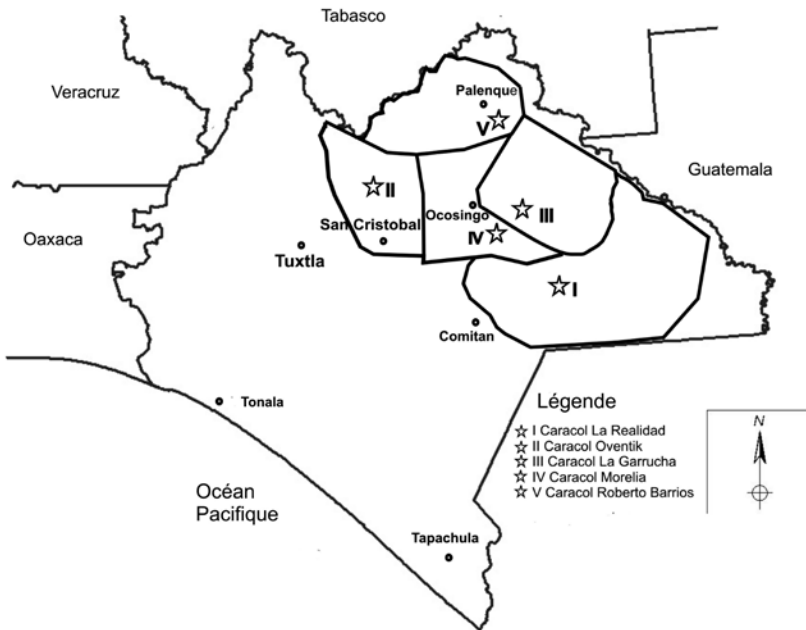 Tabasco
Veracruz
Palenque
V
Guatemala
II
Ocosingo
III
Oaxaca
San Cristobal
IV
Tuxtla
I
Comitan
Tonala
Légende
I Caracol La Realidad
II Caracol Oventik
III Caracol La Garrucha
IV Caracol Morelia
V Caracol Roberto Barrios
N
Océan
Pacifique
Tapachula